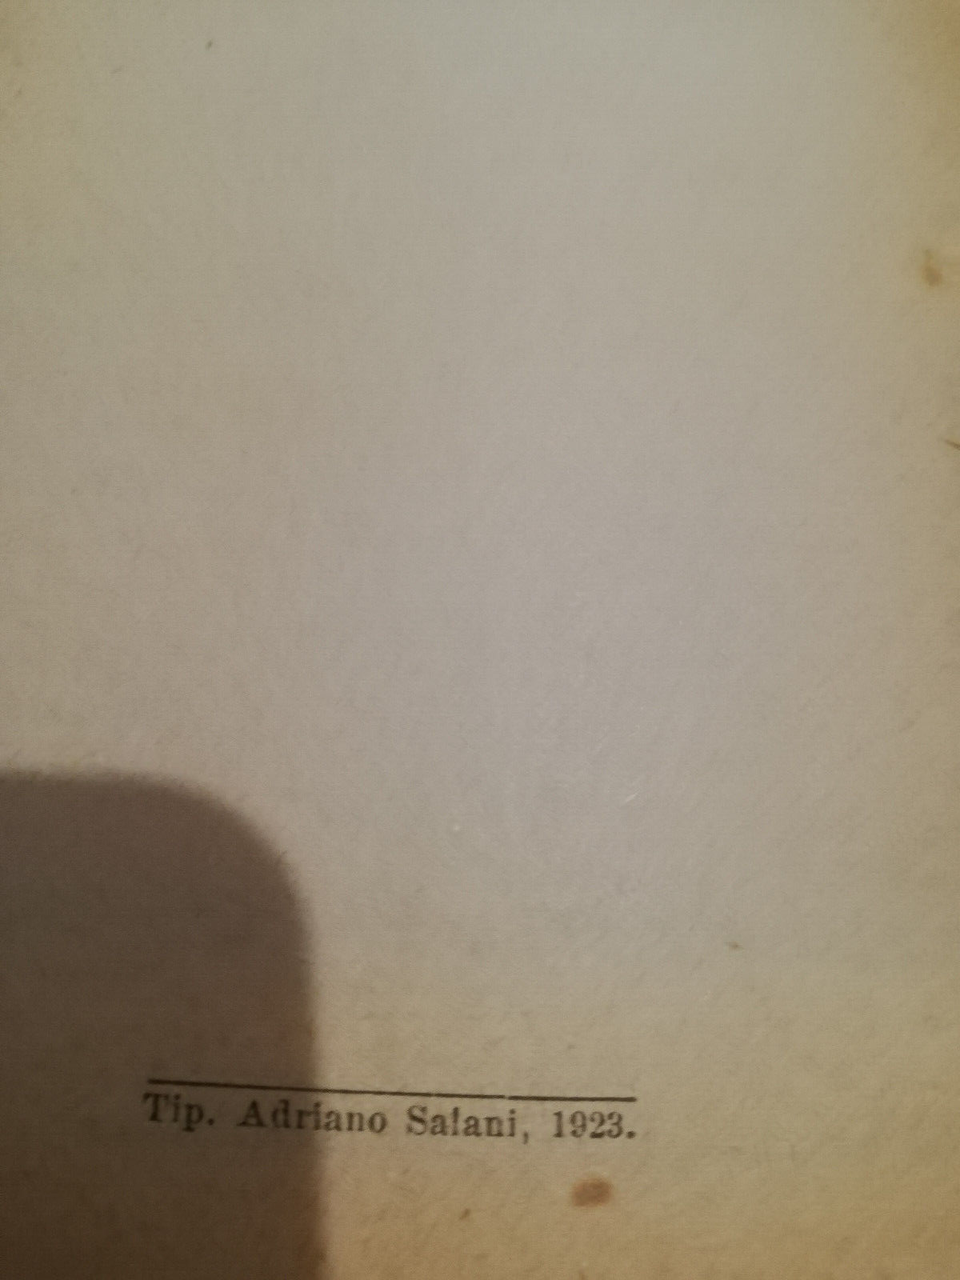 Tip. Adriano Salani, 1923.